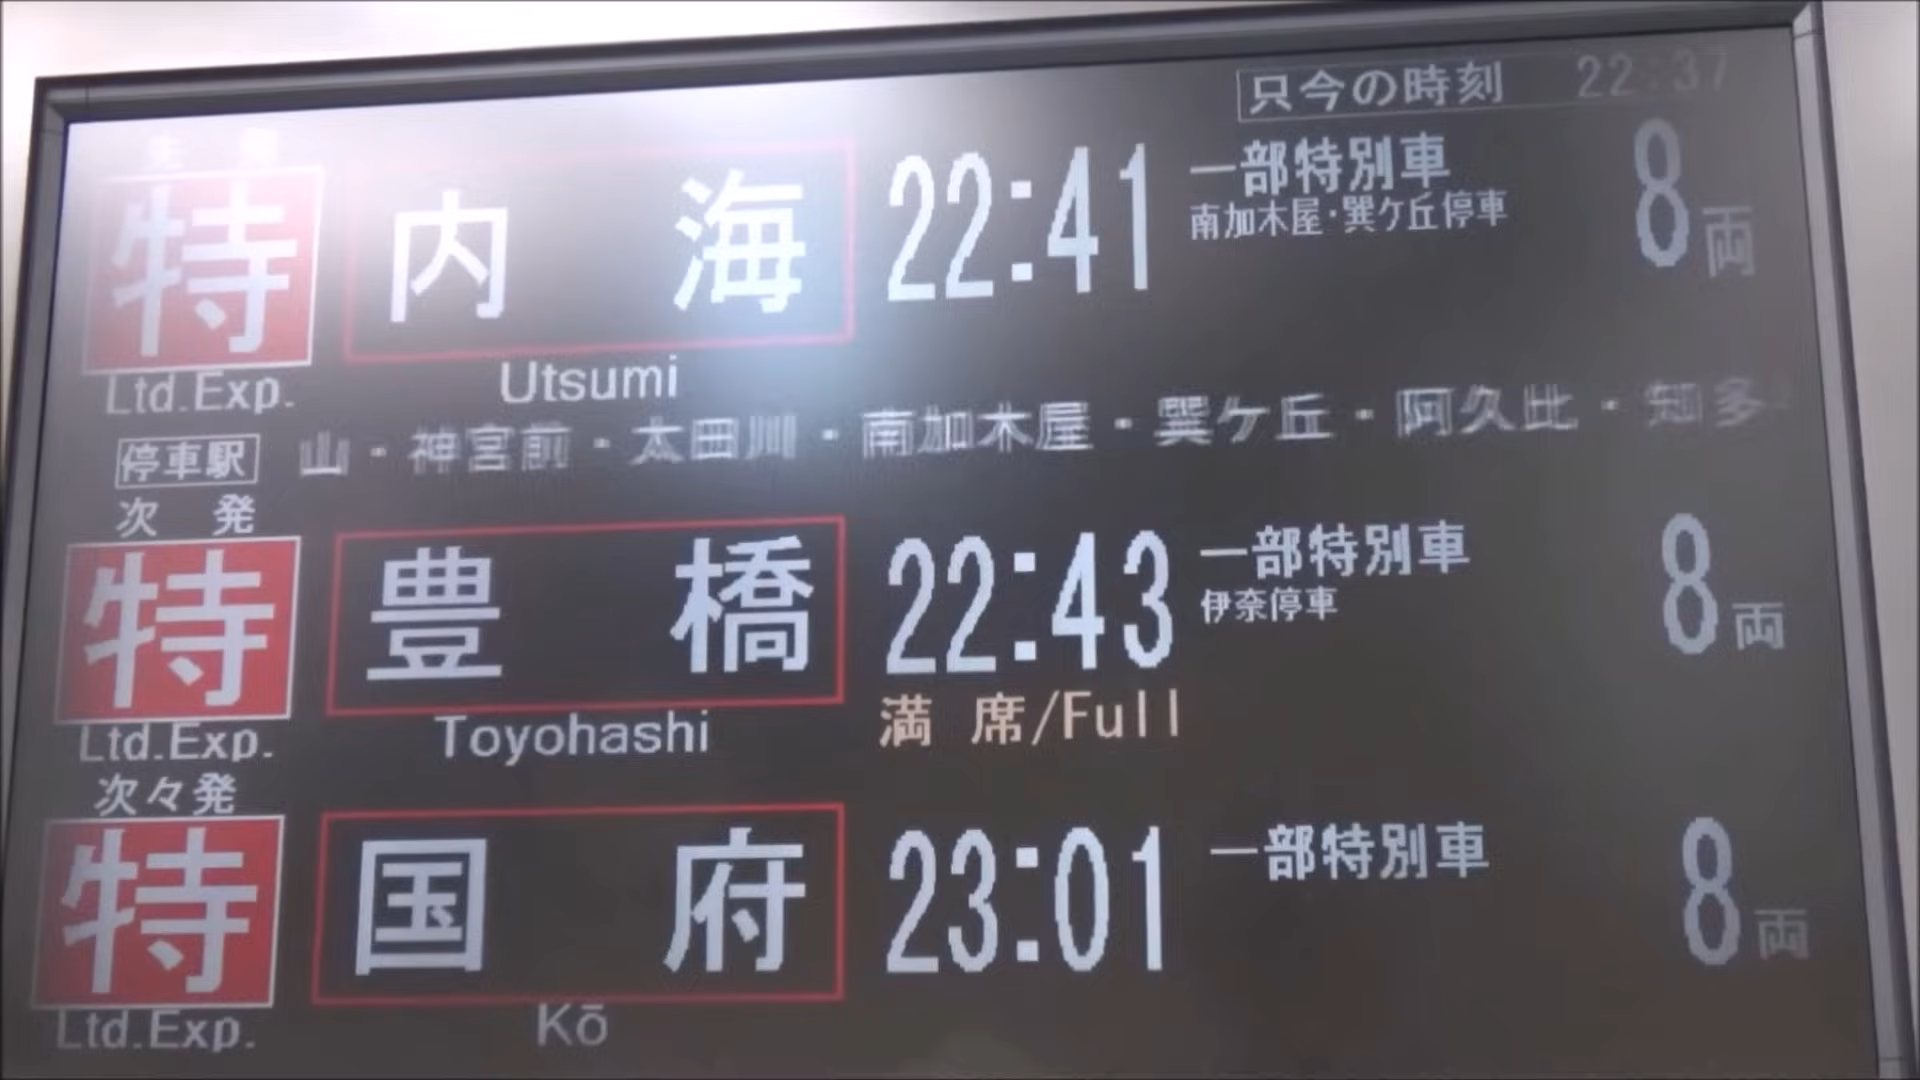 只今の時刻 22:37
先発
特 内海 22:41 一部特別車 8両
南加木屋・巽ケ丘停車
Ltd.Exp. Utsumi
停車駅 山・神宮前・太田川・南加木屋・巽ケ丘・阿久比・知多
次発
特 豊橋 22:43 一部特別車 8両
伊奈停車
Ltd.Exp. Toyohashi 満席/Full
次々発
特 国府 23:01 一部特別車 8両
Ltd.Exp. Kō